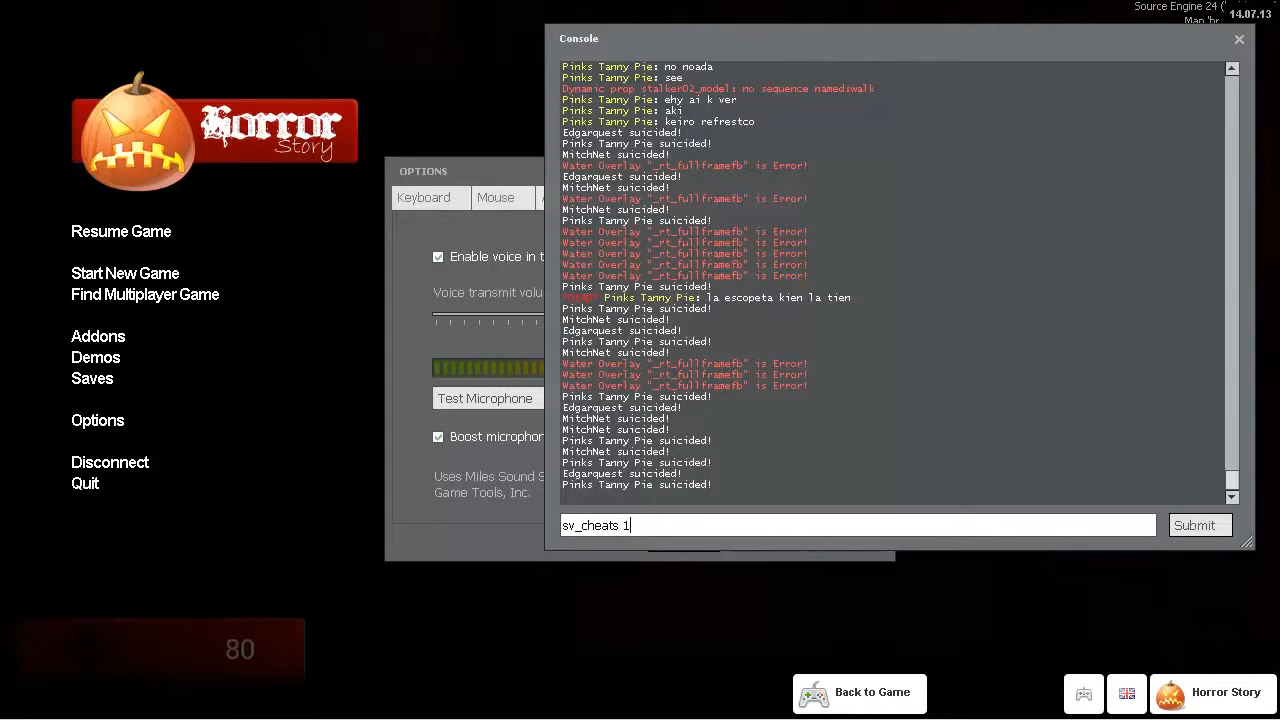 Source Engine 24 ('
Map 'br
14.07.13
Console
Horror
Story
Resume Game
Start New Game
Find Multiplayer Game
Addons
Demos
Saves
Options
Disconnect
Quit
80
OPTIONS
Keyboard
Mouse
Enable voice in t
Voice transmit volu
Test Microphone
Boost microphor
Uses Miles Sound S
Game Tools, Inc.
Pinks Tanny Pie: no noada
Pinks Tanny Pie: see
Dynamic prop stalker02_model: no sequence named:walk
Pinks Tanny Pie: ehy ai k ver
Pinks Tanny Pie: aki
Pinks Tanny Pie: keiro refrestco
Edgarquest suicided!
Pinks Tanny Pie suicided!
MitchNet suicided!
Water Overlay "_rt_fullframefb" is Error!
Edgarquest suicided!
MitchNet suicided!
Water Overlay "_rt_fullframefb" is Error!
MitchNet suicided!
Pinks Tanny Pie suicided!
Water Overlay "_rt_fullframefb" is Error!
Water Overlay "_rt_fullframefb" is Error!
Water Overlay "_rt_fullframefb" is Error!
Water Overlay "_rt_fullframefb" is Error!
Water Overlay "_rt_fullframefb" is Error!
Pinks Tanny Pie suicided!
*DEAD* Pinks Tanny Pie: la escopeta kien la tien
Pinks Tanny Pie suicided!
MitchNet suicided!
Edgarquest suicided!
Pinks Tanny Pie suicided!
MitchNet suicided!
Water Overlay "_rt_fullframefb" is Error!
Water Overlay "_rt_fullframefb" is Error!
Water Overlay "_rt_fullframefb" is Error!
Pinks Tanny Pie suicided!
Edgarquest suicided!
MitchNet suicided!
MitchNet suicided!
Pinks Tanny Pie suicided!
MitchNet suicided!
Pinks Tanny Pie suicided!
Edgarquest suicided!
Pinks Tanny Pie suicided!
sv_cheats 1
Submit
Back to Game
Horror Story